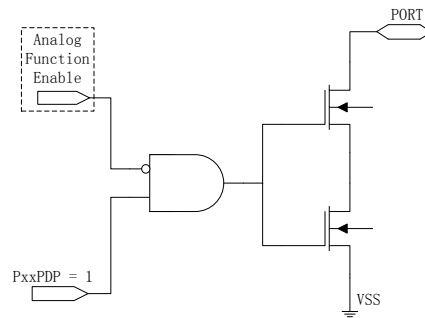 PORT
Analog
Function
Enable
PxxPDP = 1
VSS